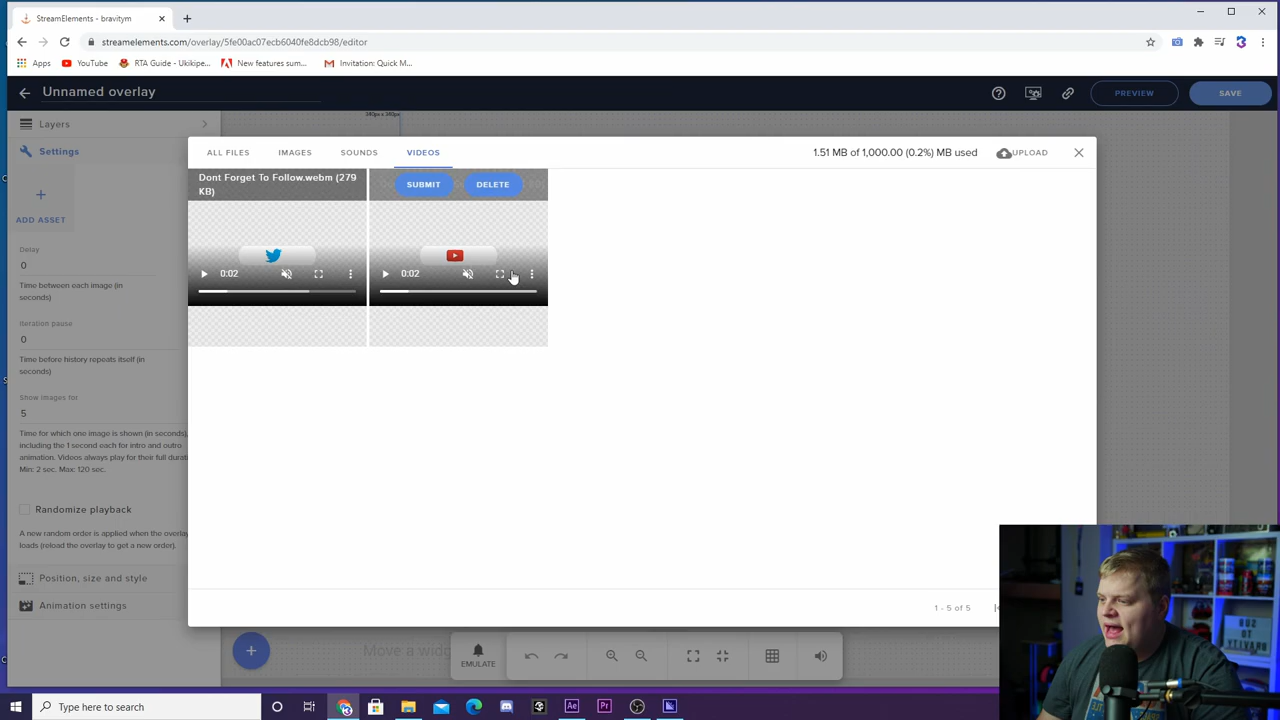 StreamElements - bravitym
streamelements.com/overlay/5fe00ac07ecb6040fe8dcb98/editor
Apps
YouTube
RTA Guide - Ukikipe...
New features sum...
Invitation: Quick M...
Unnamed overlay
PREVIEW
SAVE
Layers
340px x 340px
Settings
ALL FILES
IMAGES
SOUNDS
VIDEOS
1.51 MB of 1,000.00 (0.2%) MB used
UPLOAD
Dont Forget To Follow.webm (279
KB)
SUBMIT
DELETE
ADD ASSET
0:02
0:02
Delay
0
Time between each image (in
seconds)
Iteration pause
0
Time before history repeats itself (in
seconds)
Show images for
5
Time for which one image is shown (in seconds),
including the 1 second each for intro and outro
animation. Videos always play for their full durati
Min: 2 sec. Max: 120 sec.
Randomize playback
A new random order is applied when the overlay
loads (reload the overlay to get a new order).
Position, size and style
Animation settings
1 - 5 of 5
Move a widg
EMULATE
Type here to search
Ae
Pr